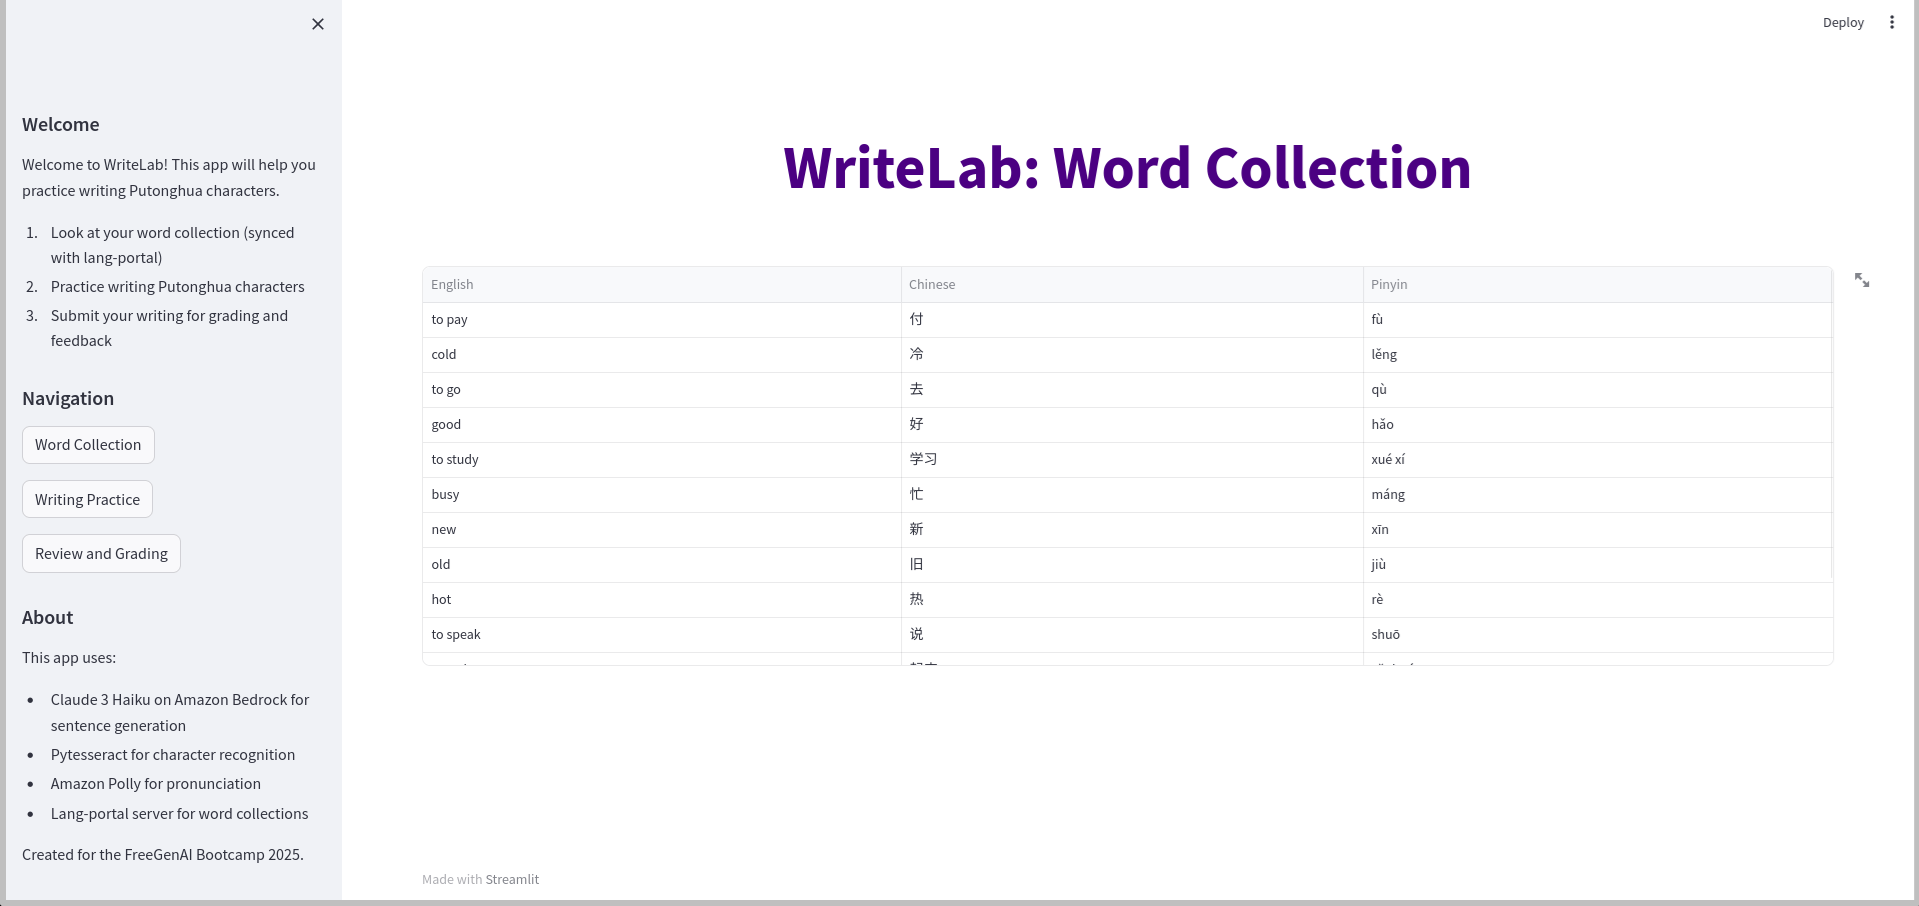 Deploy
Welcome
Welcome to WriteLab! This app will help you
practice writing Putonghua characters.
1. Look at your word collection (synced
with lang-portal)
2. Practice writing Putonghua characters
3. Submit your writing for grading and
feedback
Navigation
Word Collection
Writing Practice
Review and Grading
About
This app uses:
• Claude 3 Haiku on Amazon Bedrock for
sentence generation
• Pytesseract for character recognition
• Amazon Polly for pronunciation
• Lang-portal server for word collections
Created for the FreeGenAI Bootcamp 2025.
WriteLab: Word Collection
English Chinese Pinyin
to pay 付 fù
cold 冷 lěng
to go 去 qù
good 好 hǎo
to study 学习 xué xí
busy 忙 máng
new 新 xīn
old 旧 jiù
hot 热 rè
to speak 说 shuō
Made with Streamlit